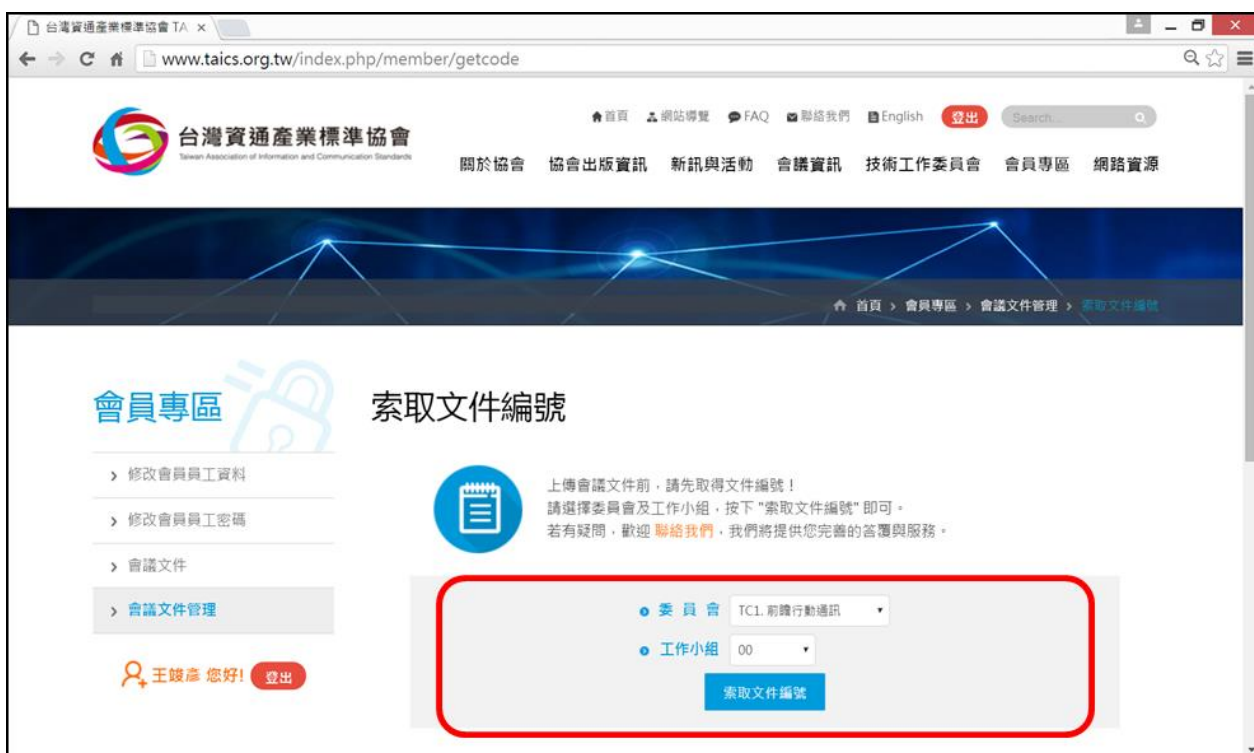 台灣資通產業標準協會 TA
www.taics.org.tw/index.php/member/getcode
首頁 網站導覽 FAQ 聯絡我們 English 登出 Search...
台灣資通產業標準協會
Taiwan Association of Information and Communication Standards
關於協會 協會出版資訊 新訊與活動 會議資訊 技術工作委員會 會員專區 網路資源
首頁 > 會員專區 > 會議文件管理 > 索取文件編號
會員專區
索取文件編號
> 修改會員員工資料
> 修改會員員工密碼
> 會議文件
> 會議文件管理
王竣彥 您好! 登出
上傳會議文件前,請先取得文件編號!
請選擇委員會及工作小組,按下 "索取文件編號" 即可。
若有疑問,歡迎 聯絡我們,我們將提供您完善的答覆與服務。
委 員 會 TC1. 前瞻行動通訊
工作小組 00
索取文件編號